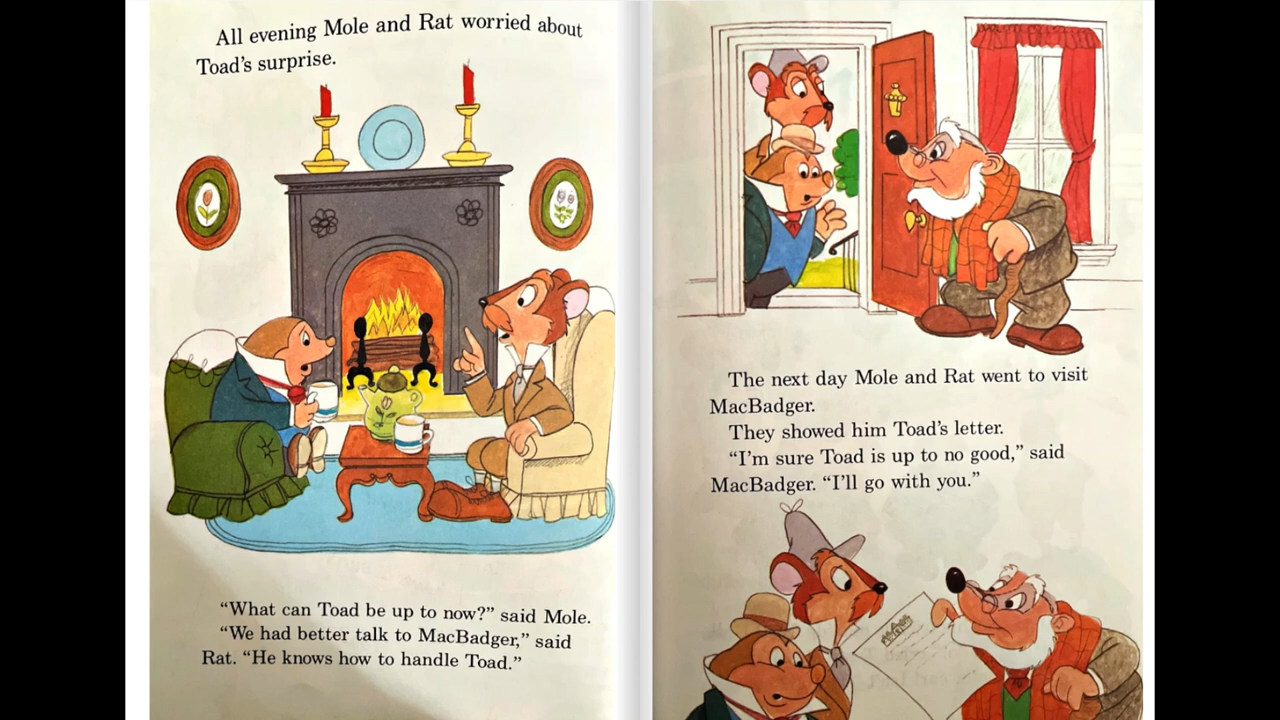 All evening Mole and Rat worried about
Toad's surprise.
"What can Toad be up to now?" said Mole.
"We had better talk to MacBadger," said
Rat. "He knows how to handle Toad."
The next day Mole and Rat went to visit
MacBadger.
They showed him Toad's letter.
"I'm sure Toad is up to no good," said
MacBadger. "I'll go with you."